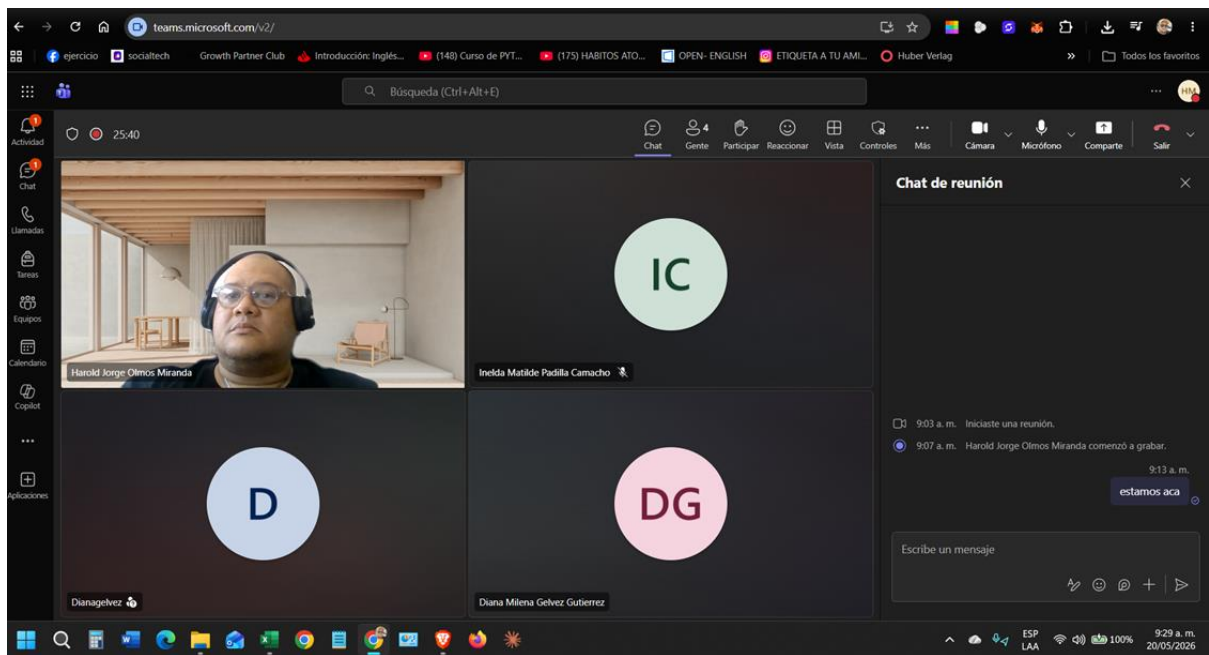 teams.microsoft.com/v2/
ejercicio
socialtech
Growth Partner Club
Introducción: Inglés...
(148) Curso de PYT...
(175) HABITOS ATO...
OPEN- ENGLISH
ETIQUETA A TU AMI...
Huber Verlag
»
Todos los favoritos
Búsqueda (Ctrl+Alt+E)
HM
25:40
Chat
4
Gente
Participar
Reaccionar
Vista
Controles
Más
Cámara
Micrófono
Comparte
Salir
1
Actividad
1
Chat
Llamadas
Tareas
Equipos
Calendario
Copilot
Aplicaciones
Harold Jorge Olmos Miranda
IC
Inelda Matilde Padilla Camacho
D
Dianagelvez
DG
Diana Milena Gelvez Gutierrez
Chat de reunión
9:03 a. m. Iniciaste una reunión.
9:07 a. m. Harold Jorge Olmos Miranda comenzó a grabar.
9:13 a. m.
estamos aca
Escribe un mensaje
ESP
LAA
100%
9:29 a. m.
20/05/2026